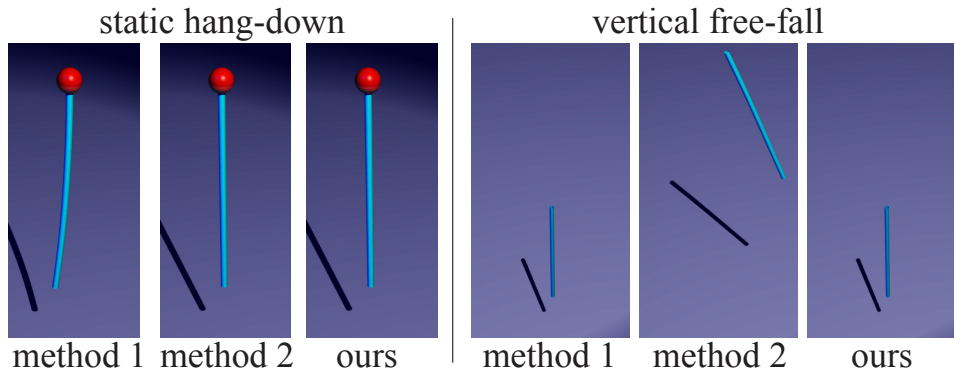 static hang-down
vertical free-fall
method 1
method 2
ours
method 1
method 2
ours